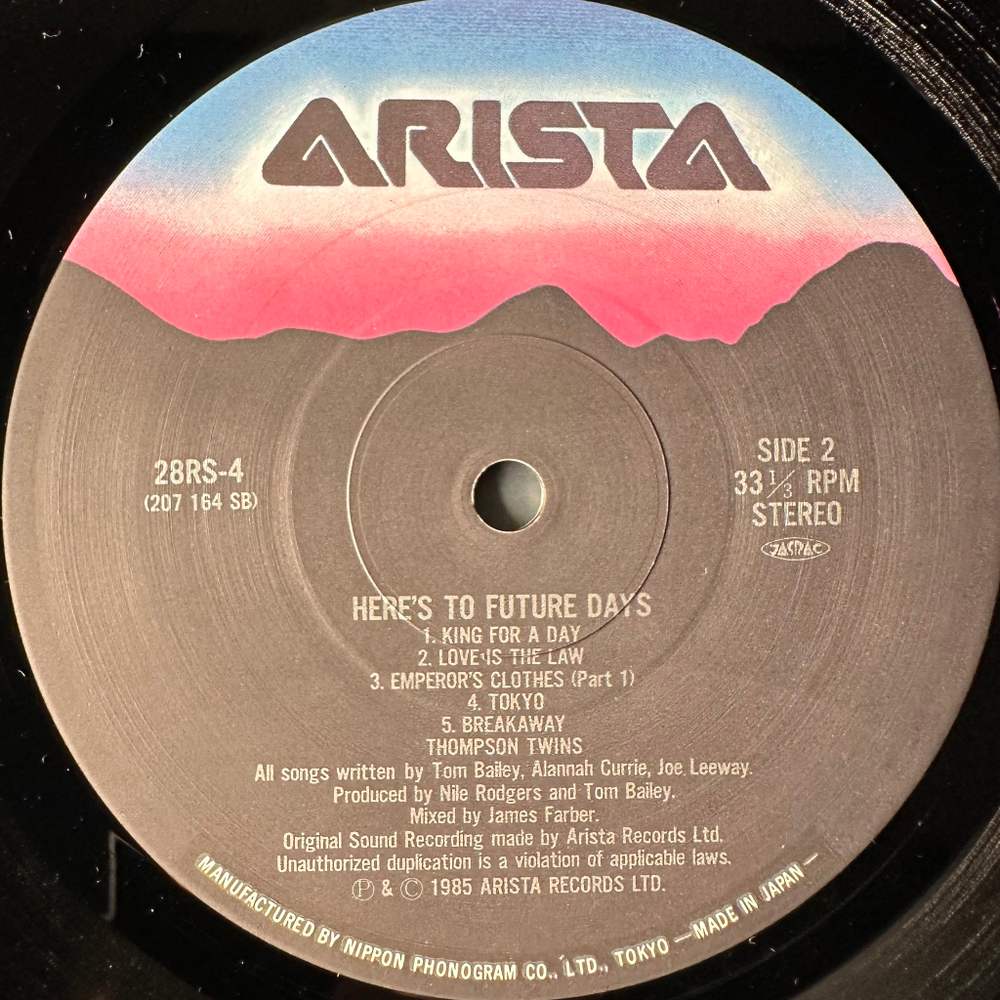 ARISTA
28RS-4
(207 164 SB)
SIDE 2
33 1/3 RPM
STEREO
JASRAC
HERE'S TO FUTURE DAYS
1. KING FOR A DAY
2. LOVE IS THE LAW
3. EMPEROR'S CLOTHES (Part 1)
4. TOKYO
5. BREAKAWAY
THOMPSON TWINS
All songs written by Tom Bailey, Alannah Currie, Joe Leeway.
Produced by Nile Rodgers and Tom Bailey.
Mixed by James Farber.
Original Sound Recording made by Arista Records Ltd.
Unauthorized duplication is a violation of applicable laws.
Ⓟ & © 1985 ARISTA RECORDS LTD.
MANUFACTURED BY NIPPON PHONOGRAM CO., LTD., TOKYO — MADE IN JAPAN —